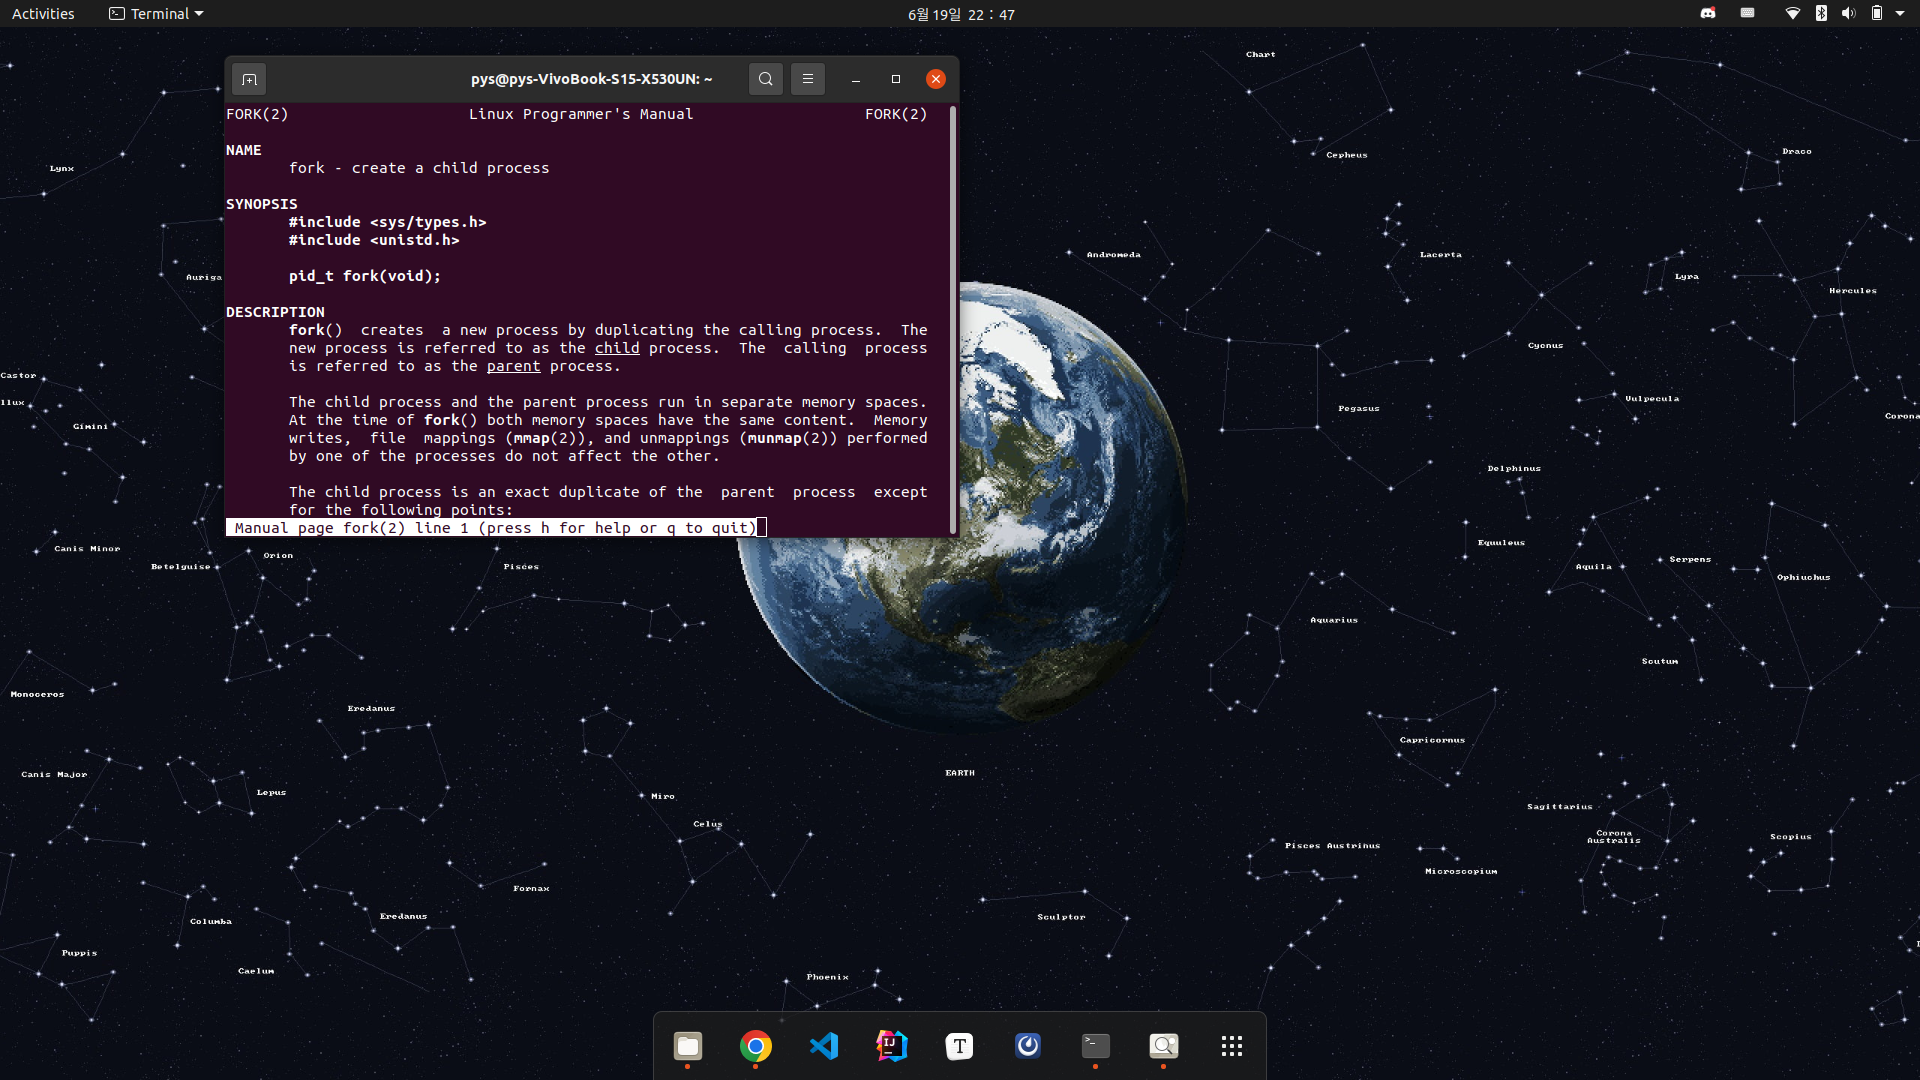 Activities
Terminal
6월 19일 22 : 47
pys@pys-VivoBook-S15-X530UN: ~
FORK(2) Linux Programmer's Manual FORK(2)
NAME
fork - create a child process
SYNOPSIS
#include <sys/types.h>
#include <unistd.h>
pid_t fork(void);
DESCRIPTION
fork() creates a new process by duplicating the calling process. The
new process is referred to as the child process. The calling process
is referred to as the parent process.
The child process and the parent process run in separate memory spaces.
At the time of fork() both memory spaces have the same content. Memory
writes, file mappings (mmap(2)), and unmappings (munmap(2)) performed
by one of the processes do not affect the other.
The child process is an exact duplicate of the parent process except
for the following points:
Manual page fork(2) line 1 (press h for help or q to quit)
Chart
Cepheus
Draco
Lynx
Andromeda
Lacerta
Lyra
Hercules
Auriga
Cycnus
Castor
llux
Gimini
Pegasus
Vulpecula
Corona
Delphinus
Canis Minor
Orion
Betelguise
Pisces
Equuleus
Aquila
Serpens
Ophiuchus
Aquarius
Scutum
Monoceros
Eredanus
Capricornus
EARTH
Canis Major
Lepus
Miro
Celus
Sagittarius
Corona
Australis
Scopius
Pisces Austrinus
Microscopium
Fornax
Eredanus
Columba
Sculptor
Puppis
Caelum
Phoenix
IJ
T